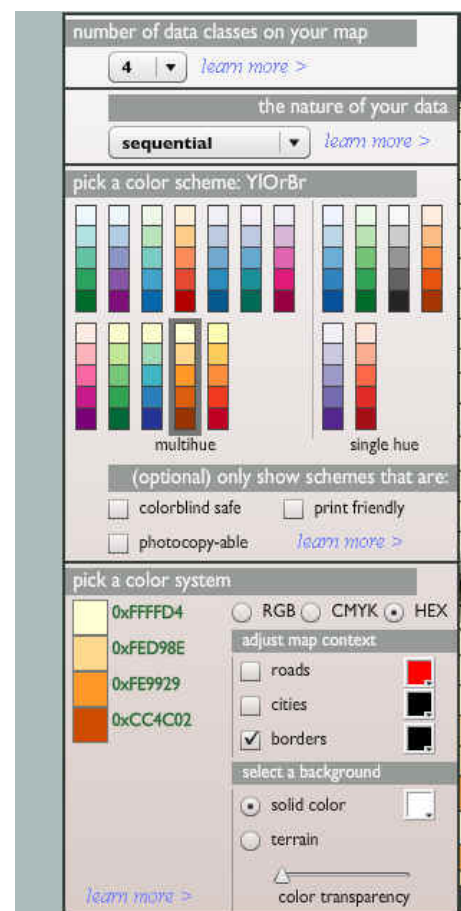 number of data classes on your map
4 learn more >
the nature of your data
sequential learn more >
pick a color scheme: YlOrBr
multihue single hue
(optional) only show schemes that are:
colorblind safe print friendly
photocopy-able learn more >
pick a color system
0xFFFFD4 RGB CMYK HEX
0xFED98E adjust map context
0xFE9929 roads
0xCC4C02 cities
borders
select a background
solid color
terrain
learn more > color transparency